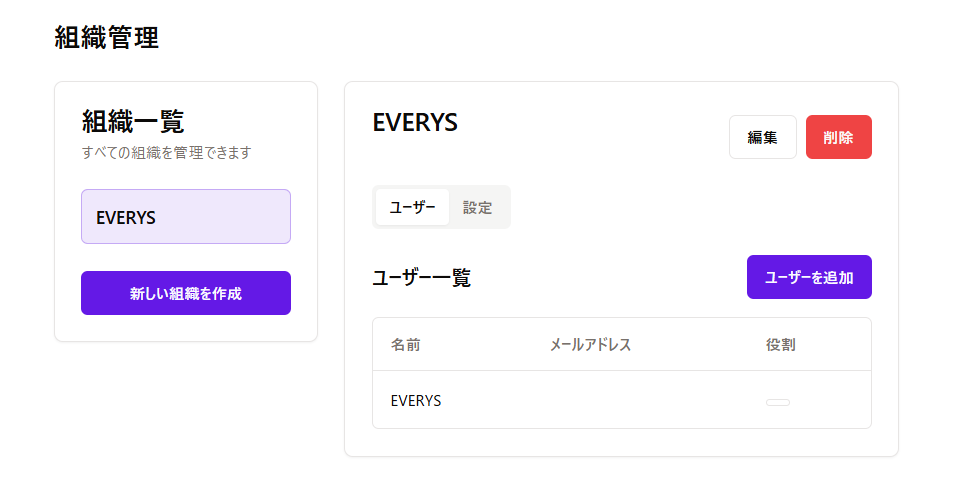 組織管理
組織一覧
すべての組織を管理できます
EVERYS
新しい組織を作成
EVERYS
編集
削除
ユーザー
設定
ユーザー一覧
ユーザーを追加
名前
メールアドレス
役割
EVERYS